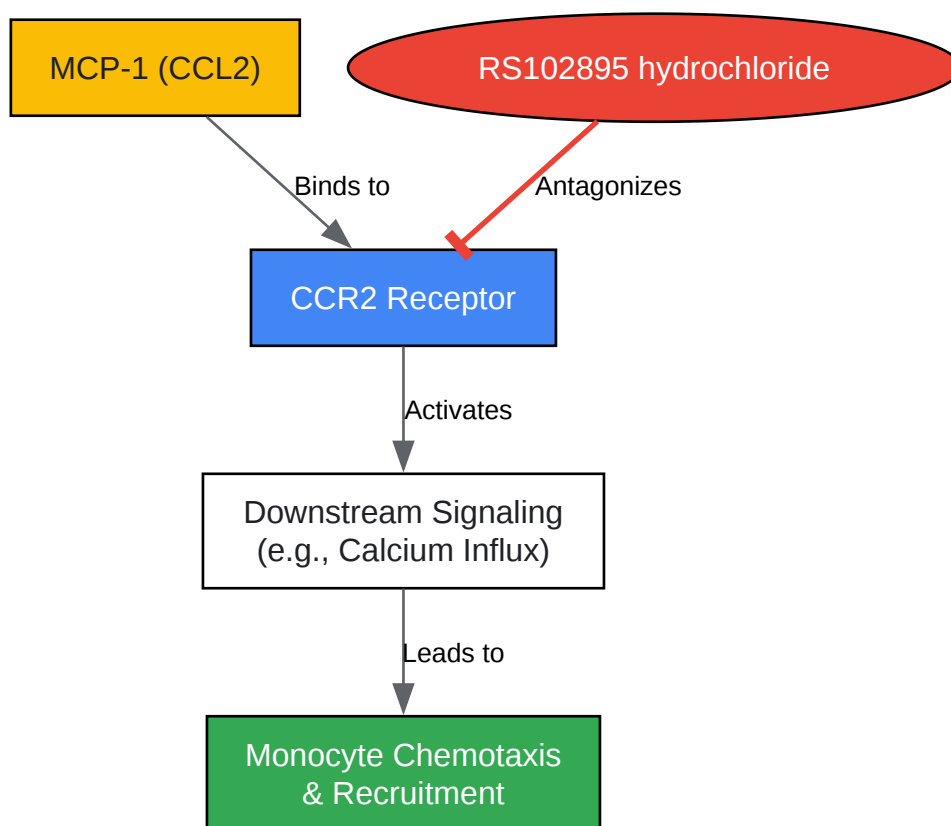 MCP-1 (CCL2)
RS102895 hydrochloride
Binds to
Antagonizes
CCR2 Receptor
Activates
Downstream Signaling
(e.g., Calcium Influx)
Leads to
Monocyte Chemotaxis
& Recruitment